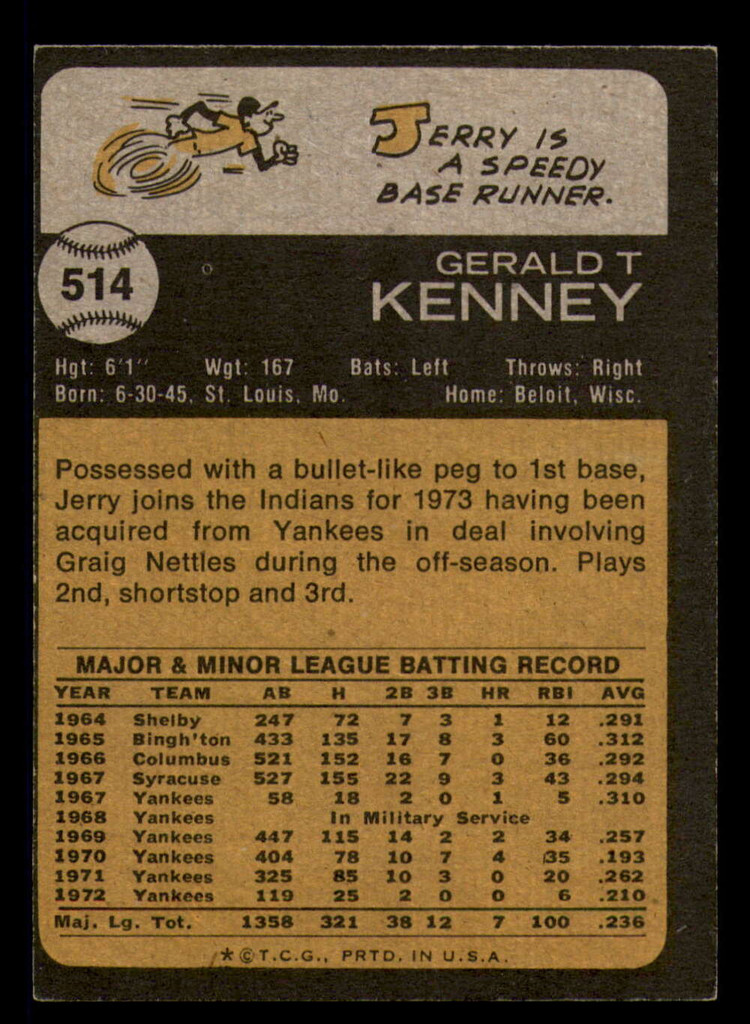 JERRY IS
A SPEEDY
BASE RUNNER.
514
GERALD T
KENNEY
Hgt: 6'1" Wgt: 167 Bats: Left Throws: Right
Born: 6-30-45, St. Louis, Mo. Home: Beloit, Wisc.
Possessed with a bullet-like peg to 1st base,
Jerry joins the Indians for 1973 having been
acquired from Yankees in deal involving
Graig Nettles during the off-season. Plays
2nd, shortstop and 3rd.
MAJOR & MINOR LEAGUE BATTING RECORD
YEAR TEAM AB H 2B 3B HR RBI AVG
1964 Shelby 247 72 7 3 1 12 .291
1965 Bingh'ton 433 135 17 8 3 60 .312
1966 Columbus 521 152 16 7 0 36 .292
1967 Syracuse 527 155 22 9 3 43 .294
1967 Yankees 58 18 2 0 1 5 .310
1968 Yankees In Military Service
1969 Yankees 447 115 14 2 2 34 .257
1970 Yankees 404 78 10 7 4 35 .193
1971 Yankees 325 85 10 3 0 20 .262
1972 Yankees 119 25 2 0 0 6 .210
Maj. Lg. Tot. 1358 321 38 12 7 100 .236
*©T.C.G., PRTD. IN U.S.A.